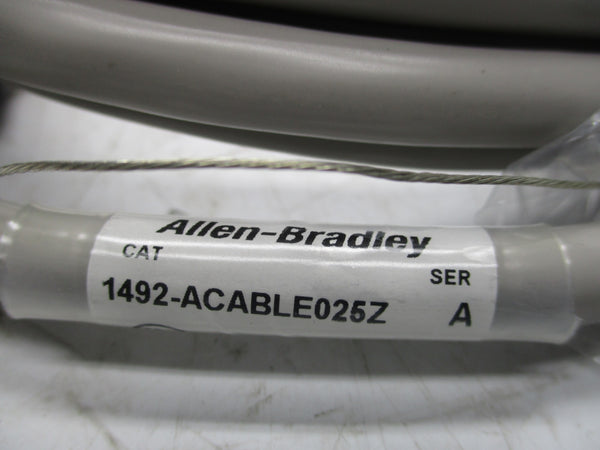 Allen-Bradley
CAT
SER
1492-ACABLE025Z
A